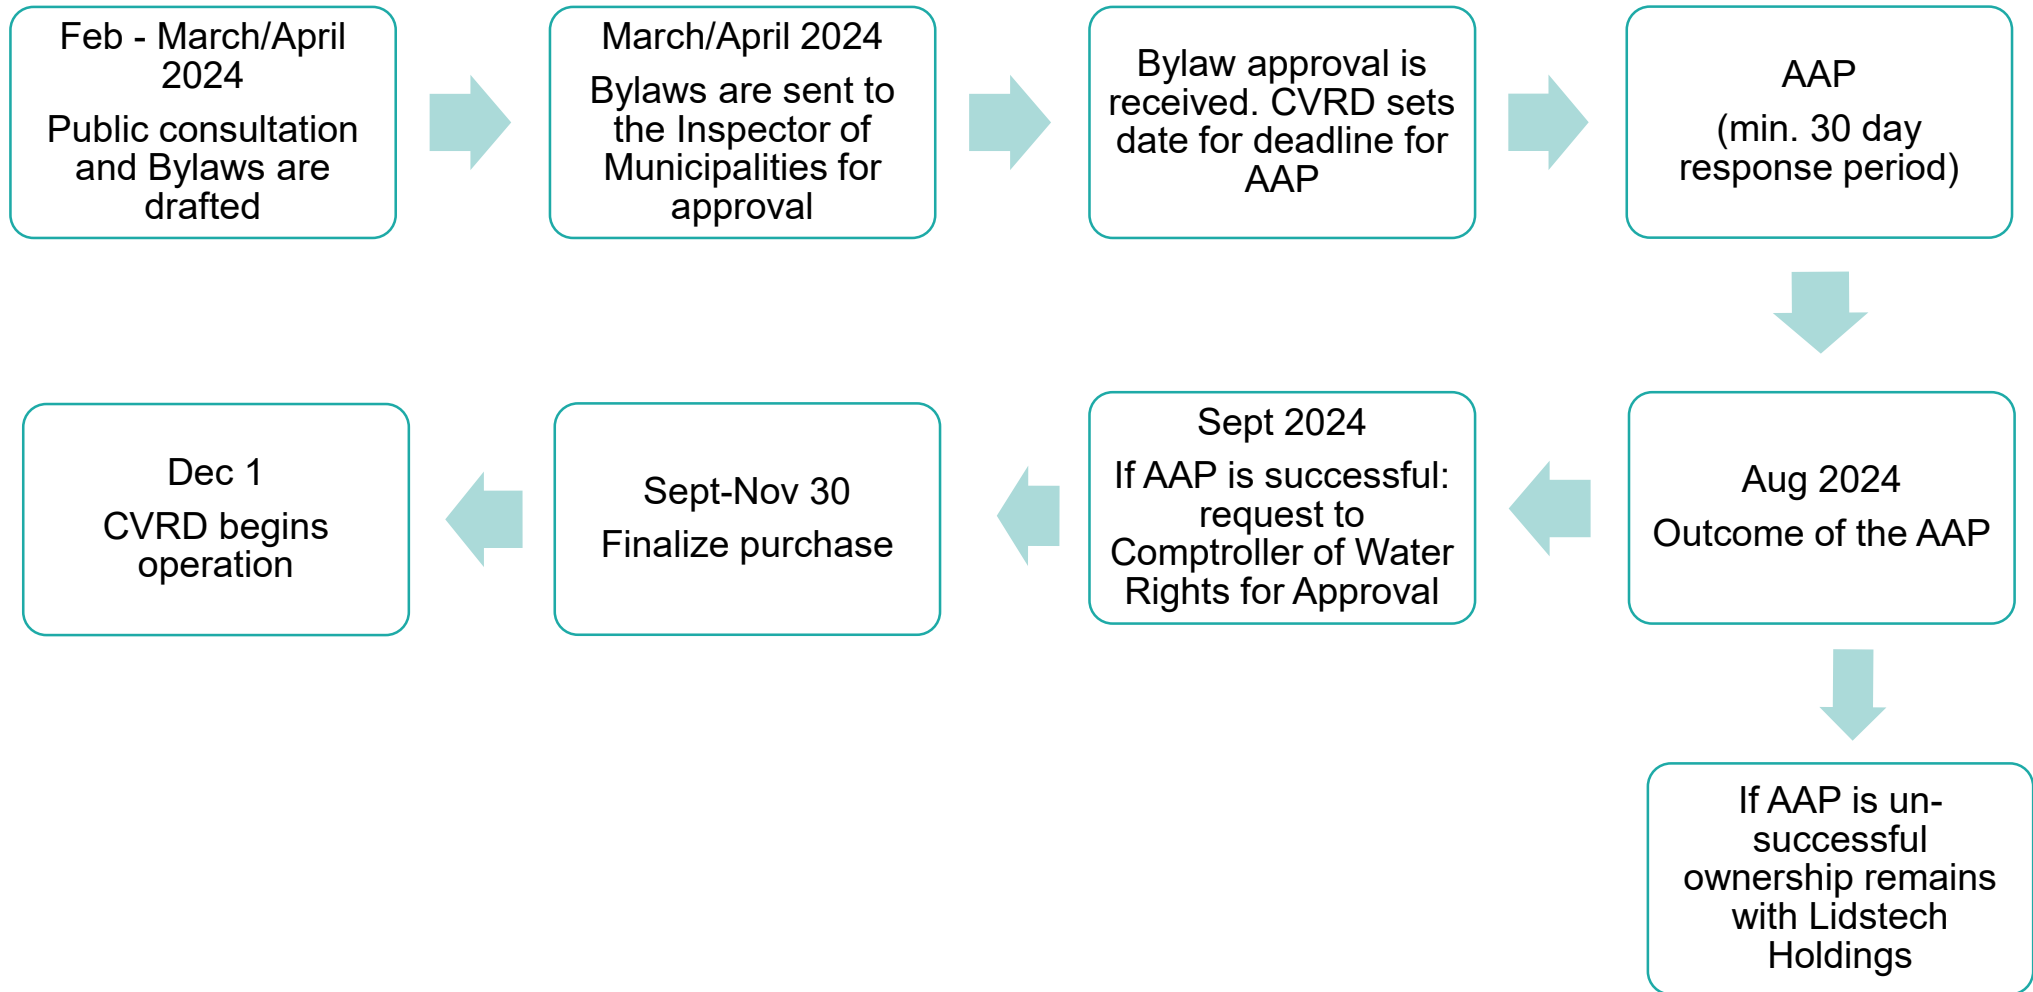 Feb - March/April
2024
Public consultation
and Bylaws are
drafted
March/April 2024
Bylaws are sent to
the Inspector of
Municipalities for
approval
Bylaw approval is
received. CVRD sets
date for deadline for
AAP
AAP
(min. 30 day
response period)
Aug 2024
Outcome of the AAP
Sept 2024
If AAP is successful:
request to
Comptroller of Water
Rights for Approval
Sept-Nov 30
Finalize purchase
Dec 1
CVRD begins
operation
If AAP is un-
successful
ownership remains
with Lidstech
Holdings